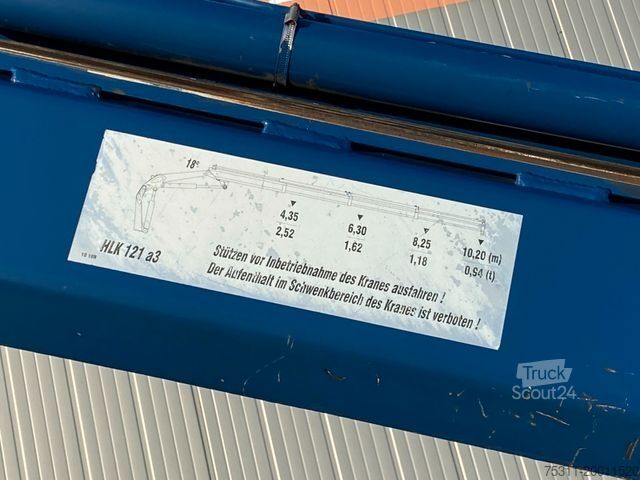 18°
4,35 6,30 8,25 10,20 (m)
2,52 1,62 1,18 0,94 (t)
HLK 121 a3
Stützen vor Inbetriebnahme des Kranes ausfahren !
Der Aufenthalt im Schwenkbereich des Kranes ist verboten !
Truck
Scout24